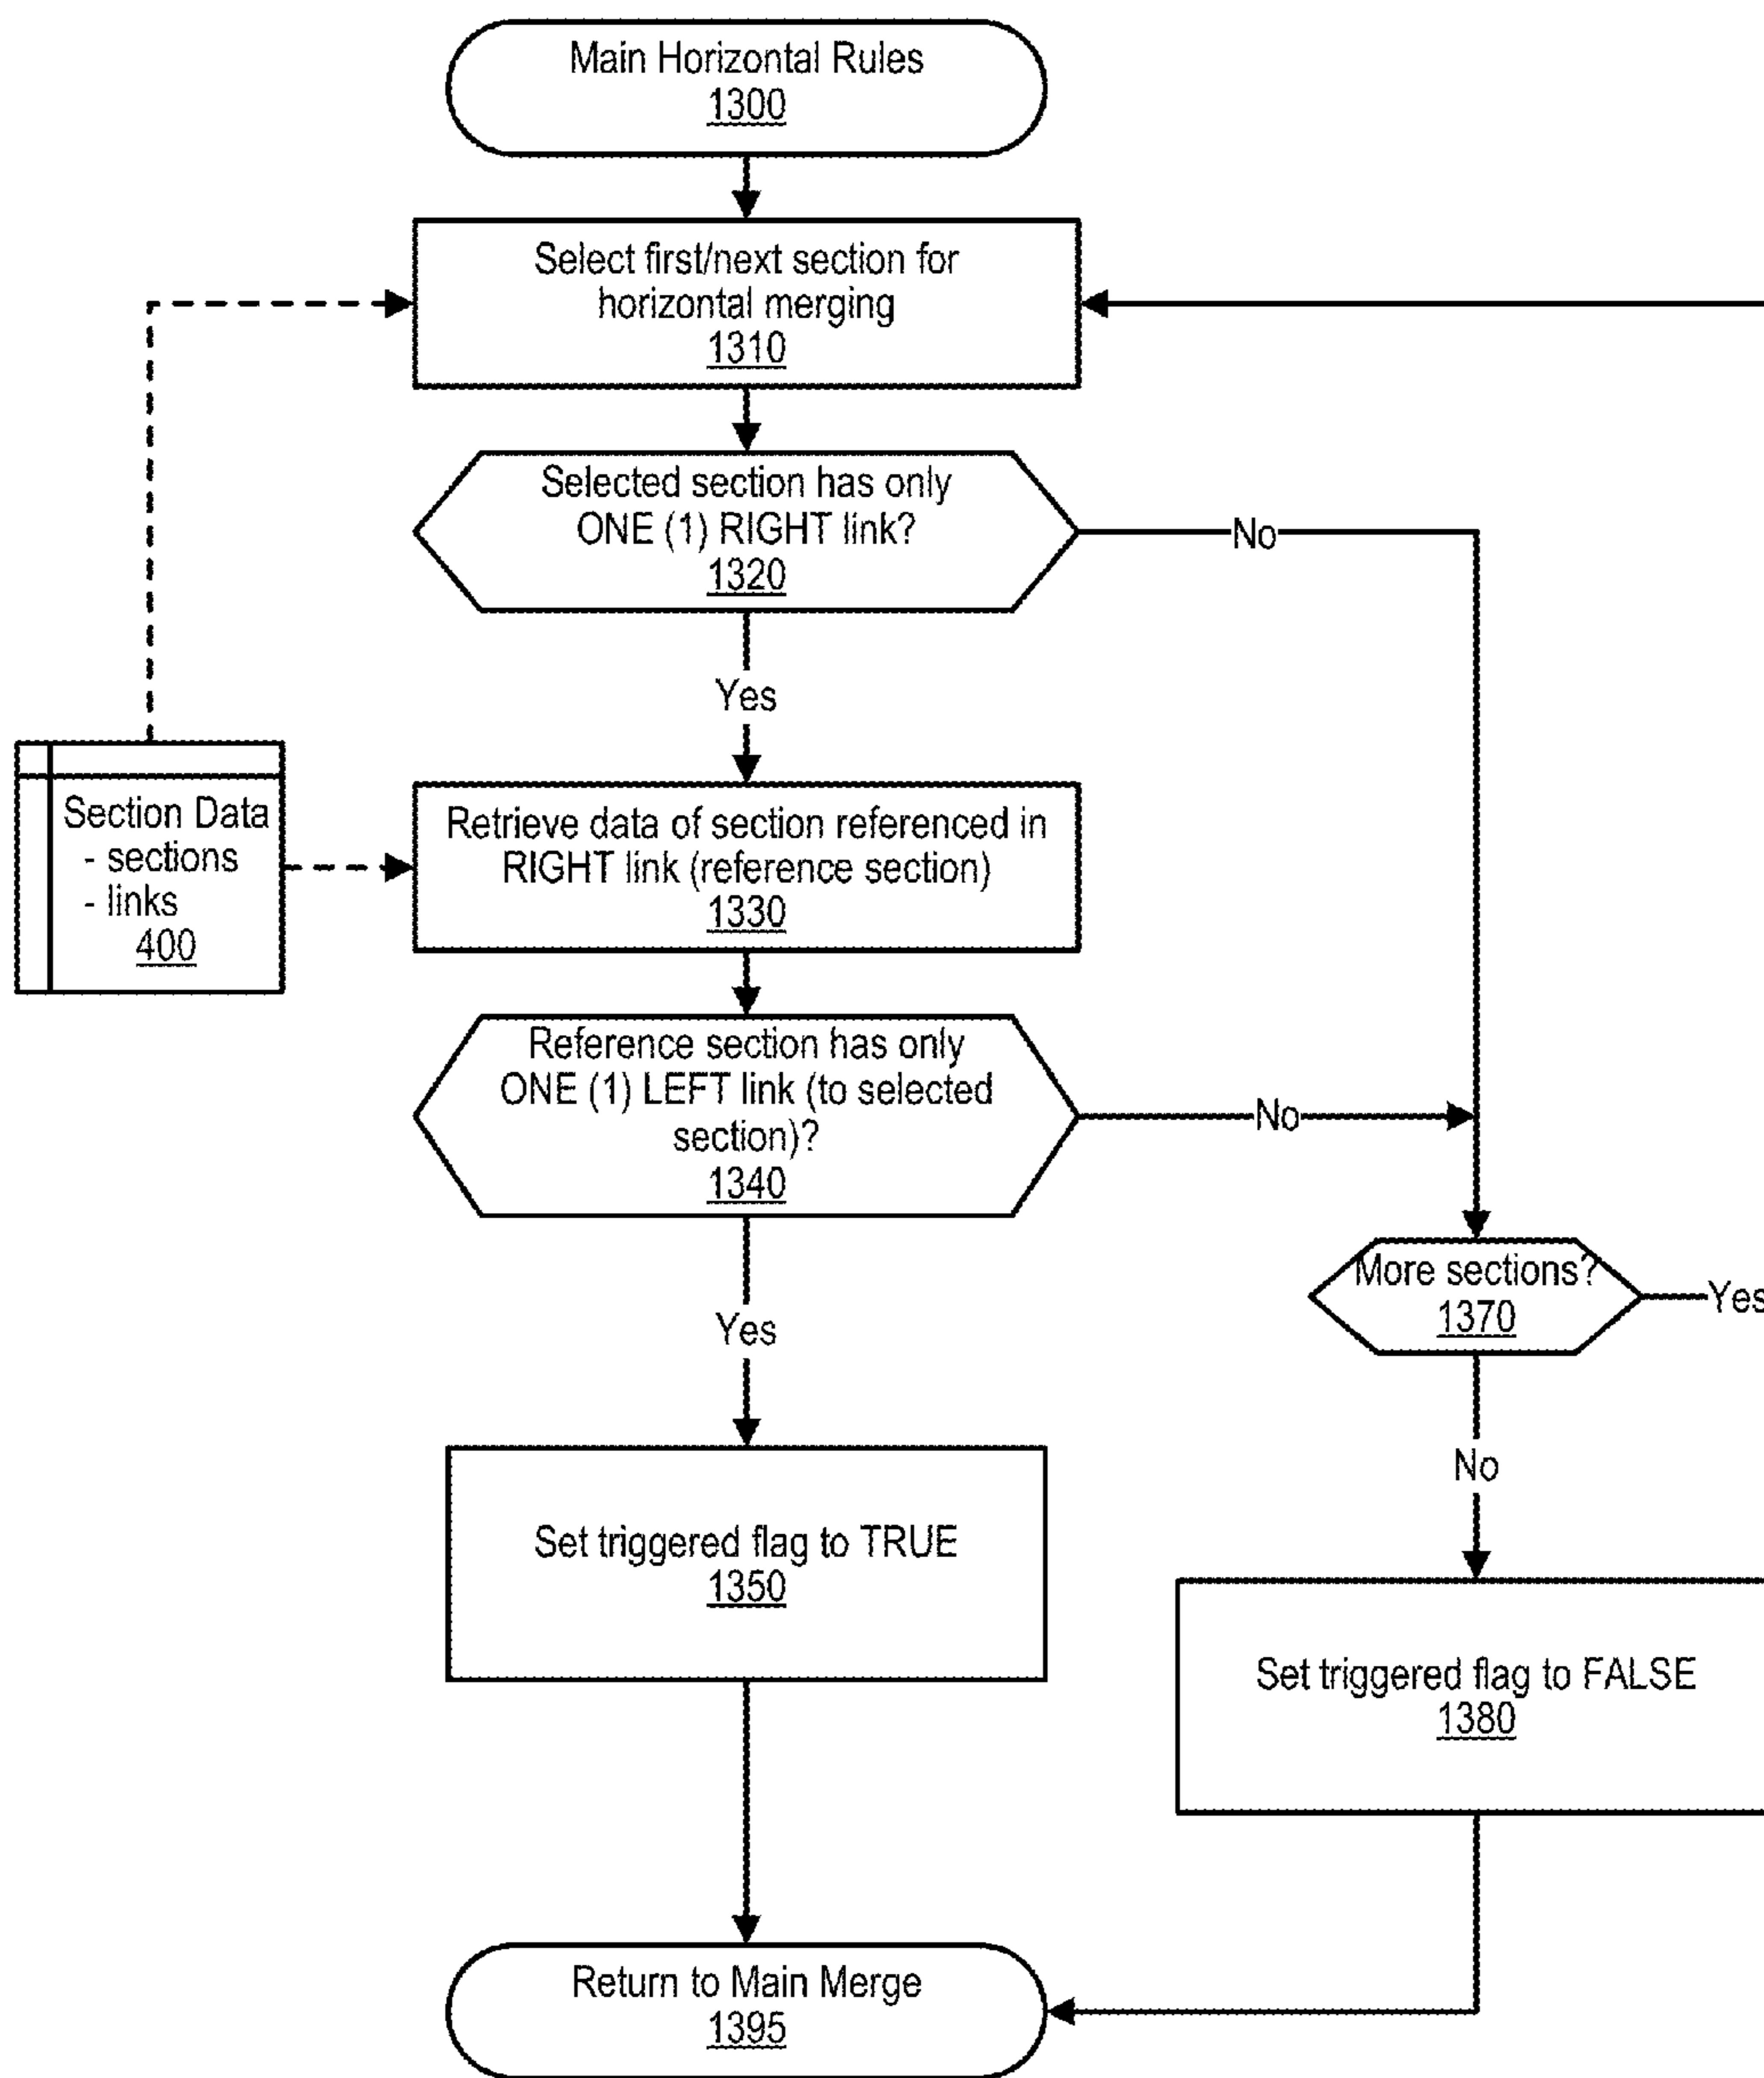 Main Horizontal Rules
1300
Select first/next section for
horizontal merging
1310
Selected section has only
ONE (1) RIGHT link?
1320
No
Yes
Section Data
- sections
- links
400
Retrieve data of section referenced in
RIGHT link (reference section)
1330
Reference section has only
ONE (1) LEFT link (to selected
section)?
1340
No
More sections?
1370
Yes
Yes
No
Set triggered flag to TRUE
1350
Set triggered flag to FALSE
1380
Return to Main Merge
1395